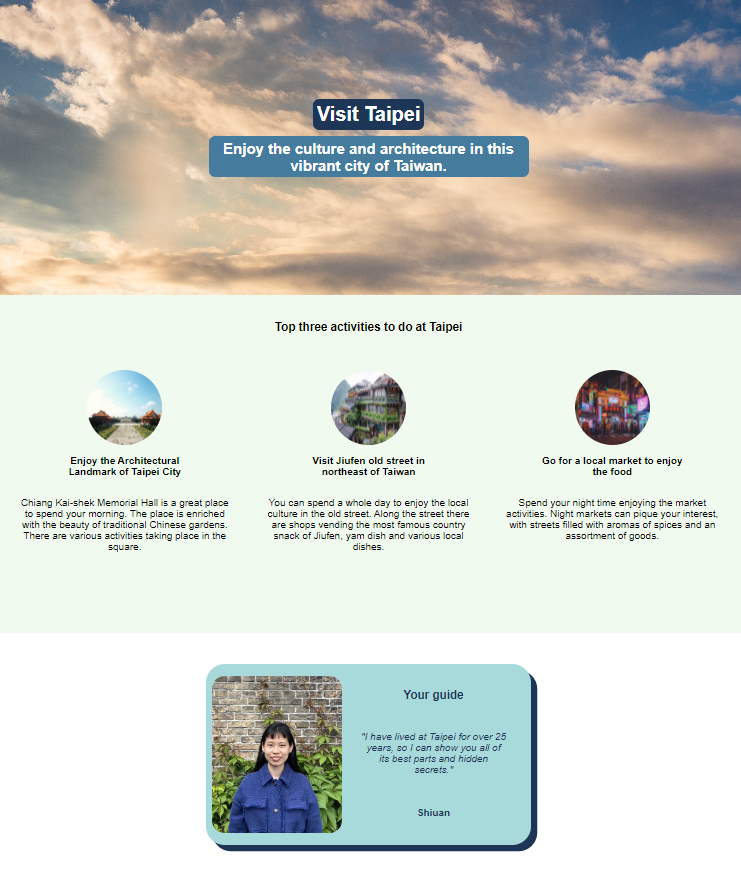 Visit Taipei
Enjoy the culture and architecture in this
vibrant city of Taiwan.
Top three activities to do at Taipei
Enjoy the Architectural
Landmark of Taipei City
Chiang Kai-shek Memorial Hall is a great place
to spend your morning. The place is enriched
with the beauty of traditional Chinese gardens.
There are various activities taking place in the
square.
Visit Jiufen old street in
northeast of Taiwan
You can spend a whole day to enjoy the local
culture in the old street. Along the street there
are shops vending the most famous country
snack of Jiufen, yam dish and various local
dishes.
Go for a local market to enjoy
the food
Spend your night time enjoying the market
activities. Night markets can pique your interest,
with streets filled with aromas of spices and an
assortment of goods.
Your guide
"I have lived at Taipei for over 25
years, so I can show you all of
its best parts and hidden
secrets."
Shiuan